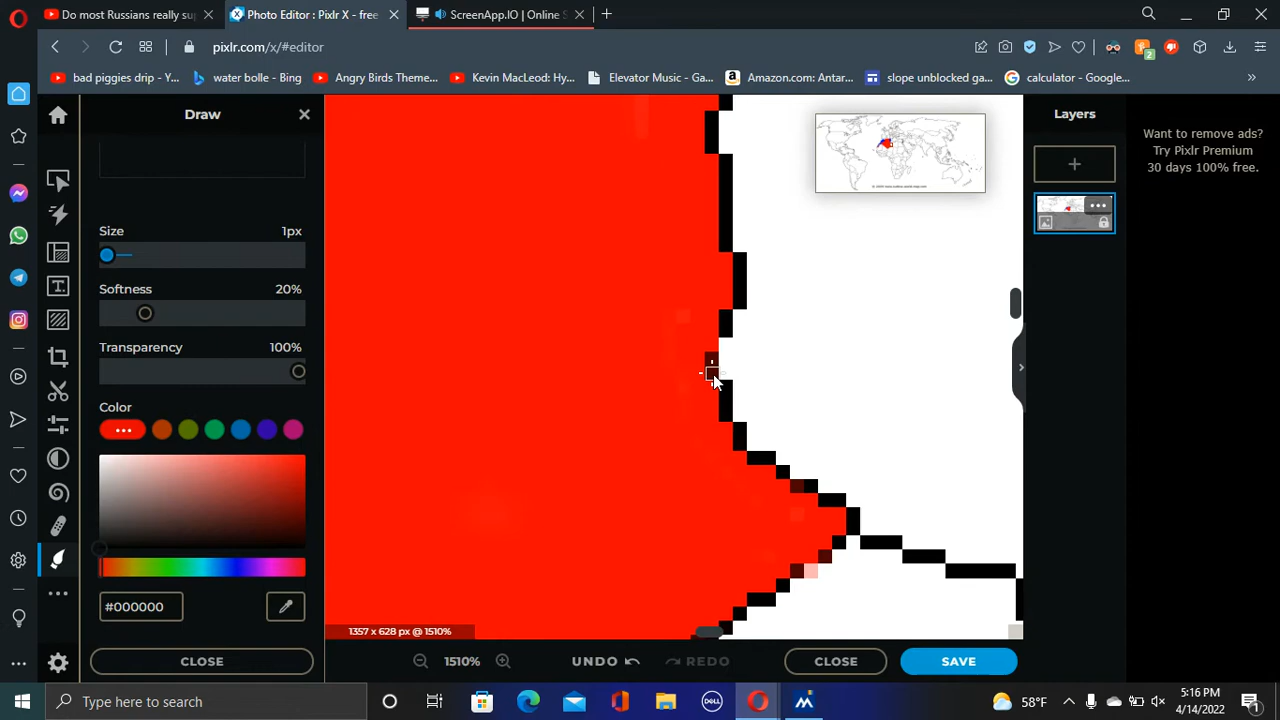 Do most Russians really su
Photo Editor : Pixlr X - free
ScreenApp.IO | Online S
pixlr.com/x/#editor
2
bad piggies drip - Y...
water bolle - Bing
Angry Birds Theme...
Kevin MacLeod: Hy...
Elevator Music - Ga...
Amazon.com: Antar...
slope unblocked ga...
calculator - Google...
Draw
Size
1px
Softness
20%
Transparency
100%
Color
#000000
CLOSE
1357 x 628 px @ 1510%
1510%
UNDO
REDO
CLOSE
SAVE
Layers
Want to remove ads?
Try Pixlr Premium
30 days 100% free.
Type here to search
DELL
58°F
5:16 PM
4/14/2022
1